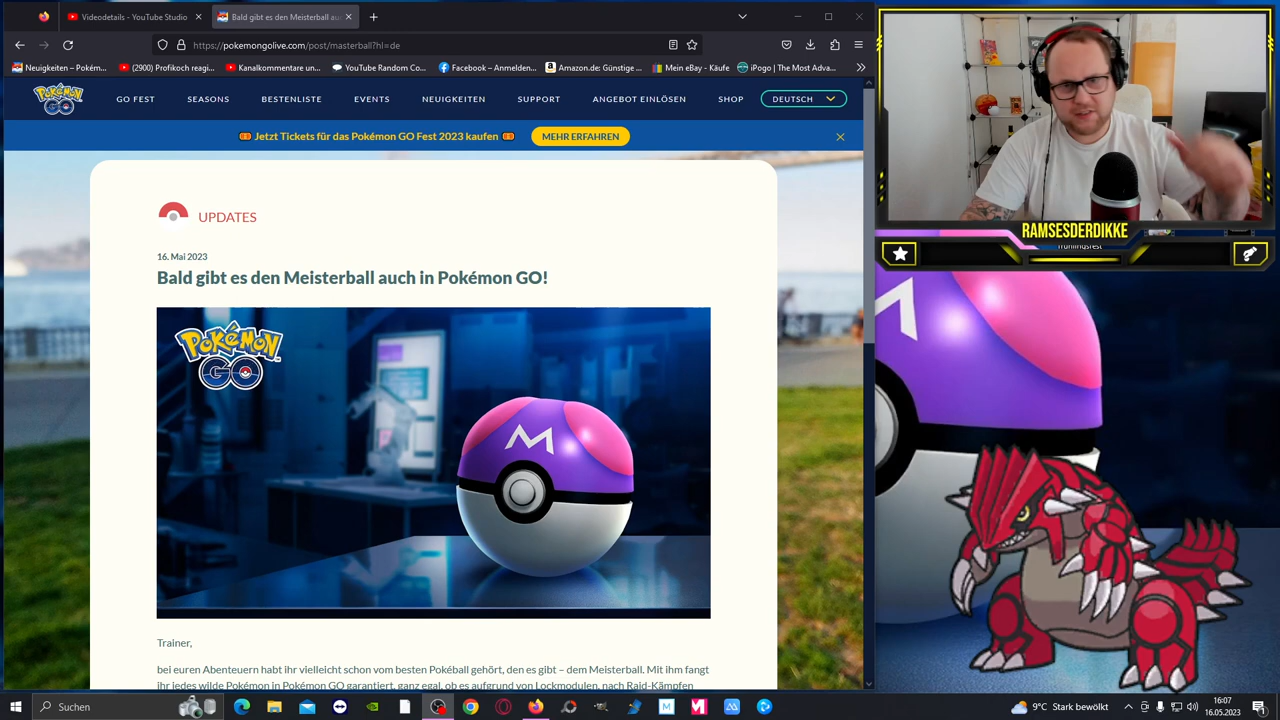 Videodetails - YouTube Studio
Bald gibt es den Meisterball au
https://pokemongolive.com/post/masterball?hl=de
Neuigkeiten – Pokém...
(2900) Profikoch reagi...
Kanalkommentare un...
YouTube Random Co...
Facebook – Anmelden...
Amazon.de: Günstige ...
Mein eBay - Käufe
iPogo | The Most Adva...
POKÉMON GO
GO FEST
SEASONS
BESTENLISTE
EVENTS
NEUIGKEITEN
SUPPORT
ANGEBOT EINLÖSEN
SHOP
DEUTSCH
Jetzt Tickets für das Pokémon GO Fest 2023 kaufen
MEHR ERFAHREN
UPDATES
16. Mai 2023
Bald gibt es den Meisterball auch in Pokémon GO!
POKÉMON GO
M
Trainer,
bei euren Abenteuern habt ihr vielleicht schon vom besten Pokéball gehört, den es gibt – dem Meisterball. Mit ihm fangt
ihr jedes wilde Pokémon in Pokémon GO garantiert, ganz egal, ob es aufgrund von Lockmodulen, nach Raid-Kämpfen
RAMSESDERDIKKE
Frühlingsfest
M
Suchen
9°C Stark bewölkt
16:07
16.05.2023